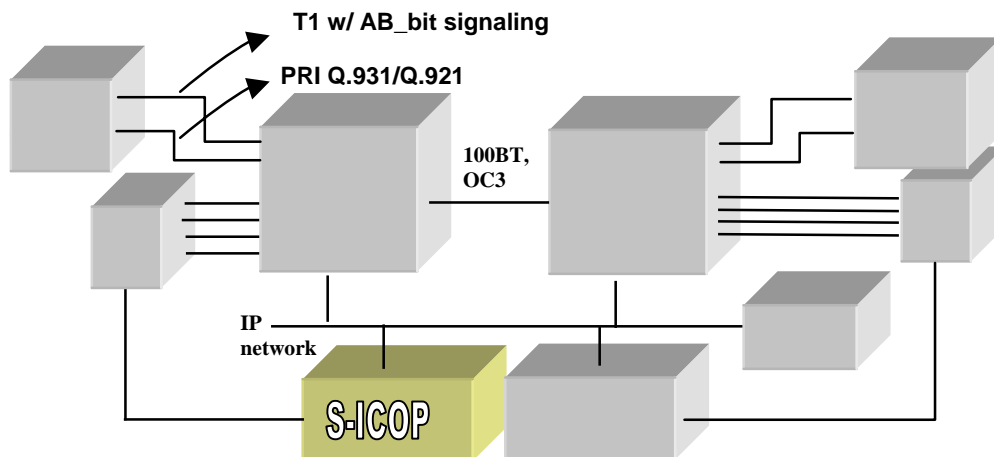 T1 w/ AB_bit signaling
PRI Q.931/Q.921
100BT,
OC3
IP
network
S-ICOP